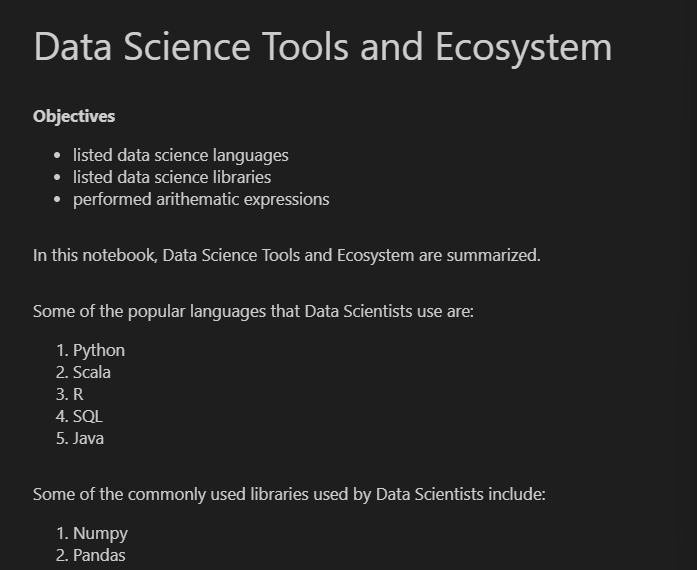 Data Science Tools and Ecosystem
Objectives
• listed data science languages
• listed data science libraries
• performed arithematic expressions
In this notebook, Data Science Tools and Ecosystem are summarized.
Some of the popular languages that Data Scientists use are:
1. Python
2. Scala
3. R
4. SQL
5. Java
Some of the commonly used libraries used by Data Scientists include:
1. Numpy
2. Pandas